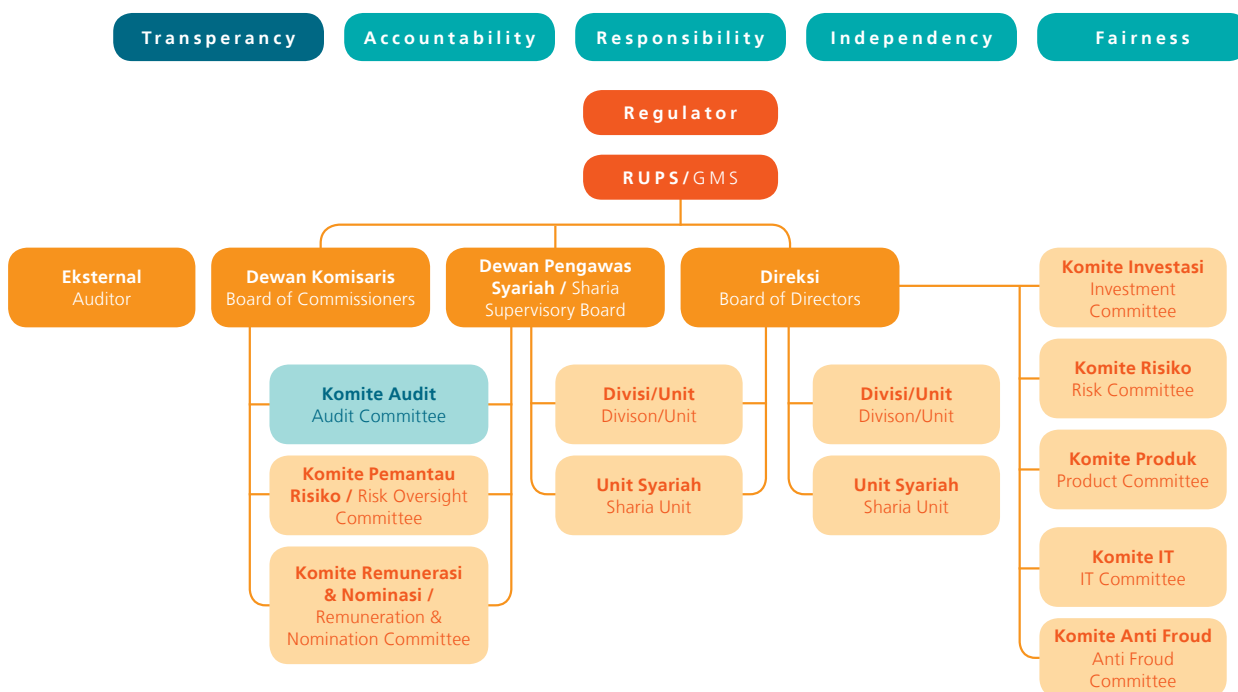 Transperancy
Accountability
Responsibility
Independency
Fairness
Regulator
RUPS/GMS
Eksternal
Auditor
Dewan Komisaris
Board of Commissioners
Dewan Pengawas
Syariah / Sharia
Supervisory Board
Direksi
Board of Directors
Komite Investasi
Investment
Committee
Komite Audit
Audit Committee
Divisi/Unit
Divison/Unit
Divisi/Unit
Divison/Unit
Komite Risiko
Risk Committee
Komite Pemantau
Risiko / Risk Oversight
Committee
Unit Syariah
Sharia Unit
Unit Syariah
Sharia Unit
Komite Produk
Product Committee
Komite Remunerasi
& Nominasi /
Remuneration &
Nomination Committee
Komite IT
IT Committee
Komite Anti Froud
Anti Froud
Committee